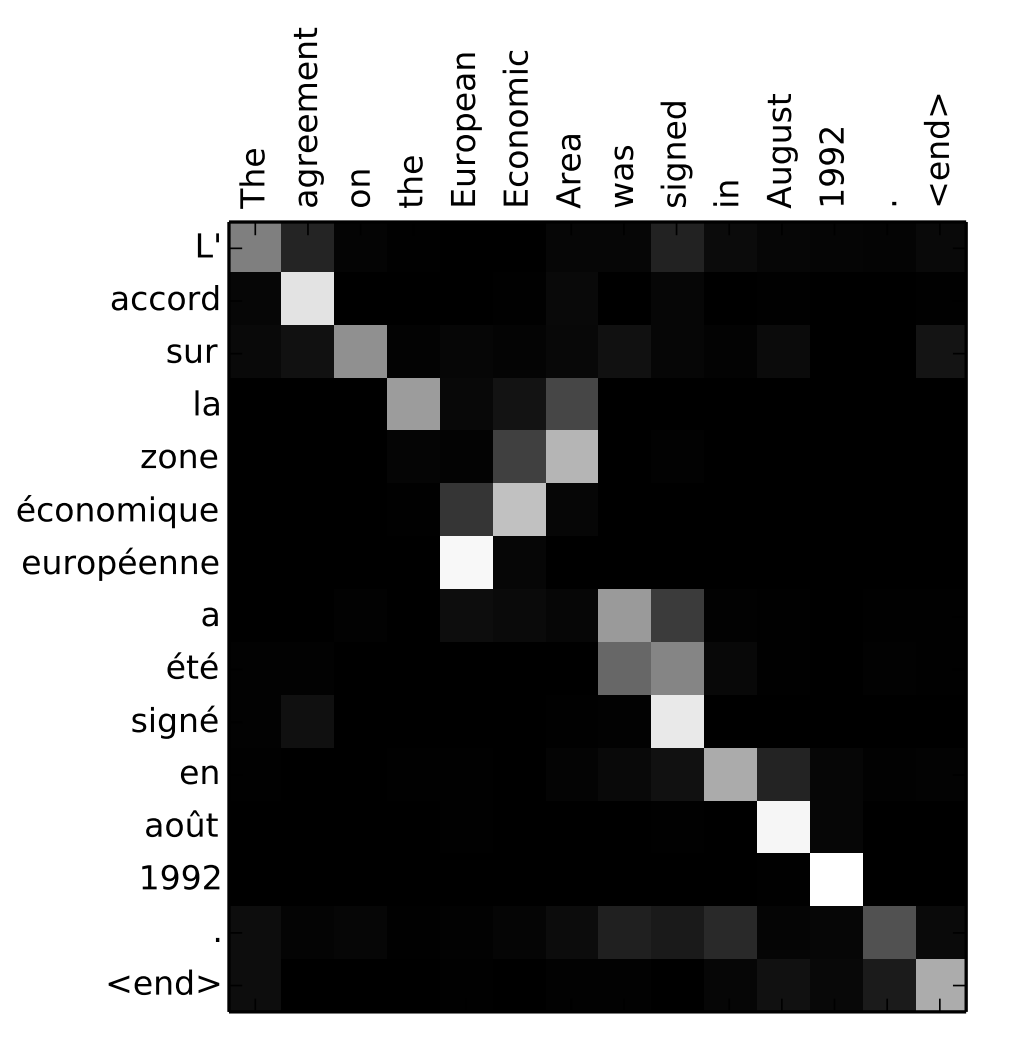 The agreement on the European Economic Area was signed in August 1992 . <end>
L'
accord
sur
la
zone
économique
européenne
a
été
signé
en
août
1992
.
<end>